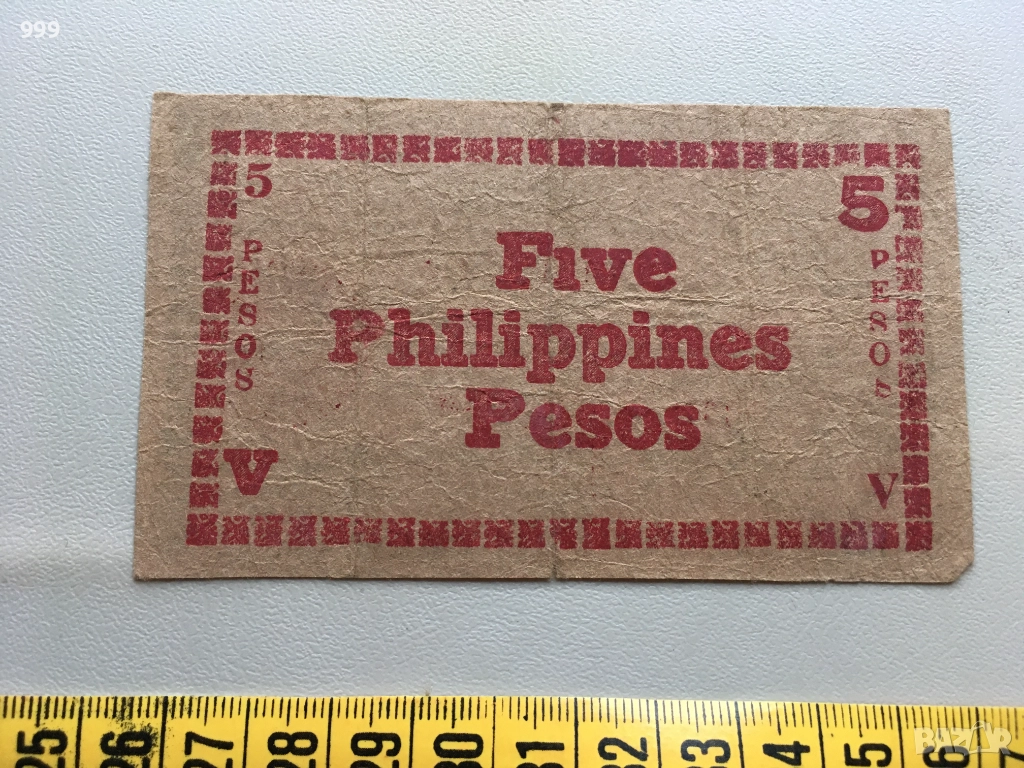 999
5
5
PESOS
PESOS
Five
Philippines
Pesos
V
V
25 26 27 28 29 30 31 32 33 4 5
BAZAR